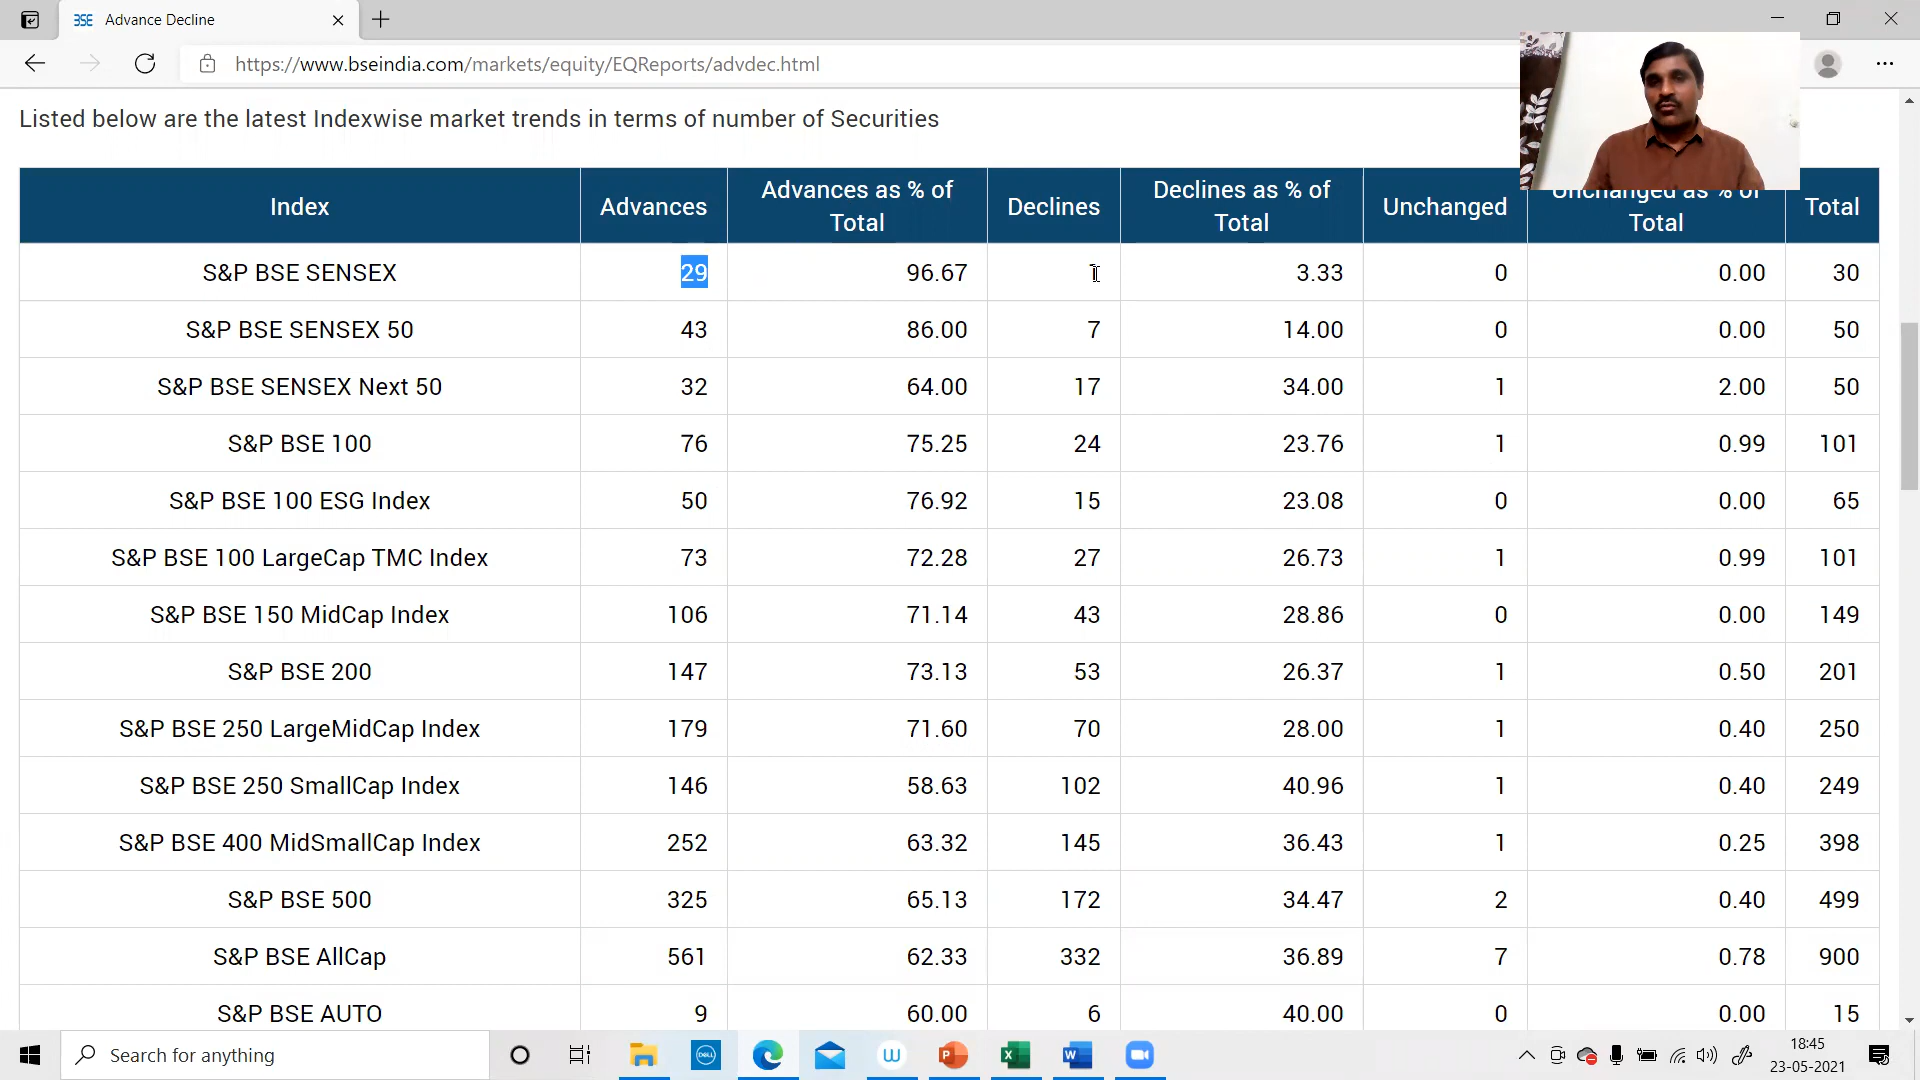 BSE Advance Decline
https://www.bseindia.com/markets/equity/EQReports/advdec.html
Listed below are the latest Indexwise market trends in terms of number of Securities
Index Advances Advances as % of Total Declines Declines as % of Total Unchanged Unchanged as % of Total Total
S&P BSE SENSEX 29 96.67 1 3.33 0 0.00 30
S&P BSE SENSEX 50 43 86.00 7 14.00 0 0.00 50
S&P BSE SENSEX Next 50 32 64.00 17 34.00 1 2.00 50
S&P BSE 100 76 75.25 24 23.76 1 0.99 101
S&P BSE 100 ESG Index 50 76.92 15 23.08 0 0.00 65
S&P BSE 100 LargeCap TMC Index 73 72.28 27 26.73 1 0.99 101
S&P BSE 150 MidCap Index 106 71.14 43 28.86 0 0.00 149
S&P BSE 200 147 73.13 53 26.37 1 0.50 201
S&P BSE 250 LargeMidCap Index 179 71.60 70 28.00 1 0.40 250
S&P BSE 250 SmallCap Index 146 58.63 102 40.96 1 0.40 249
S&P BSE 400 MidSmallCap Index 252 63.32 145 36.43 1 0.25 398
S&P BSE 500 325 65.13 172 34.47 2 0.40 499
S&P BSE AllCap 561 62.33 332 36.89 7 0.78 900
S&P BSE AUTO 9 60.00 6 40.00 0 0.00 15
Search for anything
DELL
W
P
X
W
18:45
23-05-2021